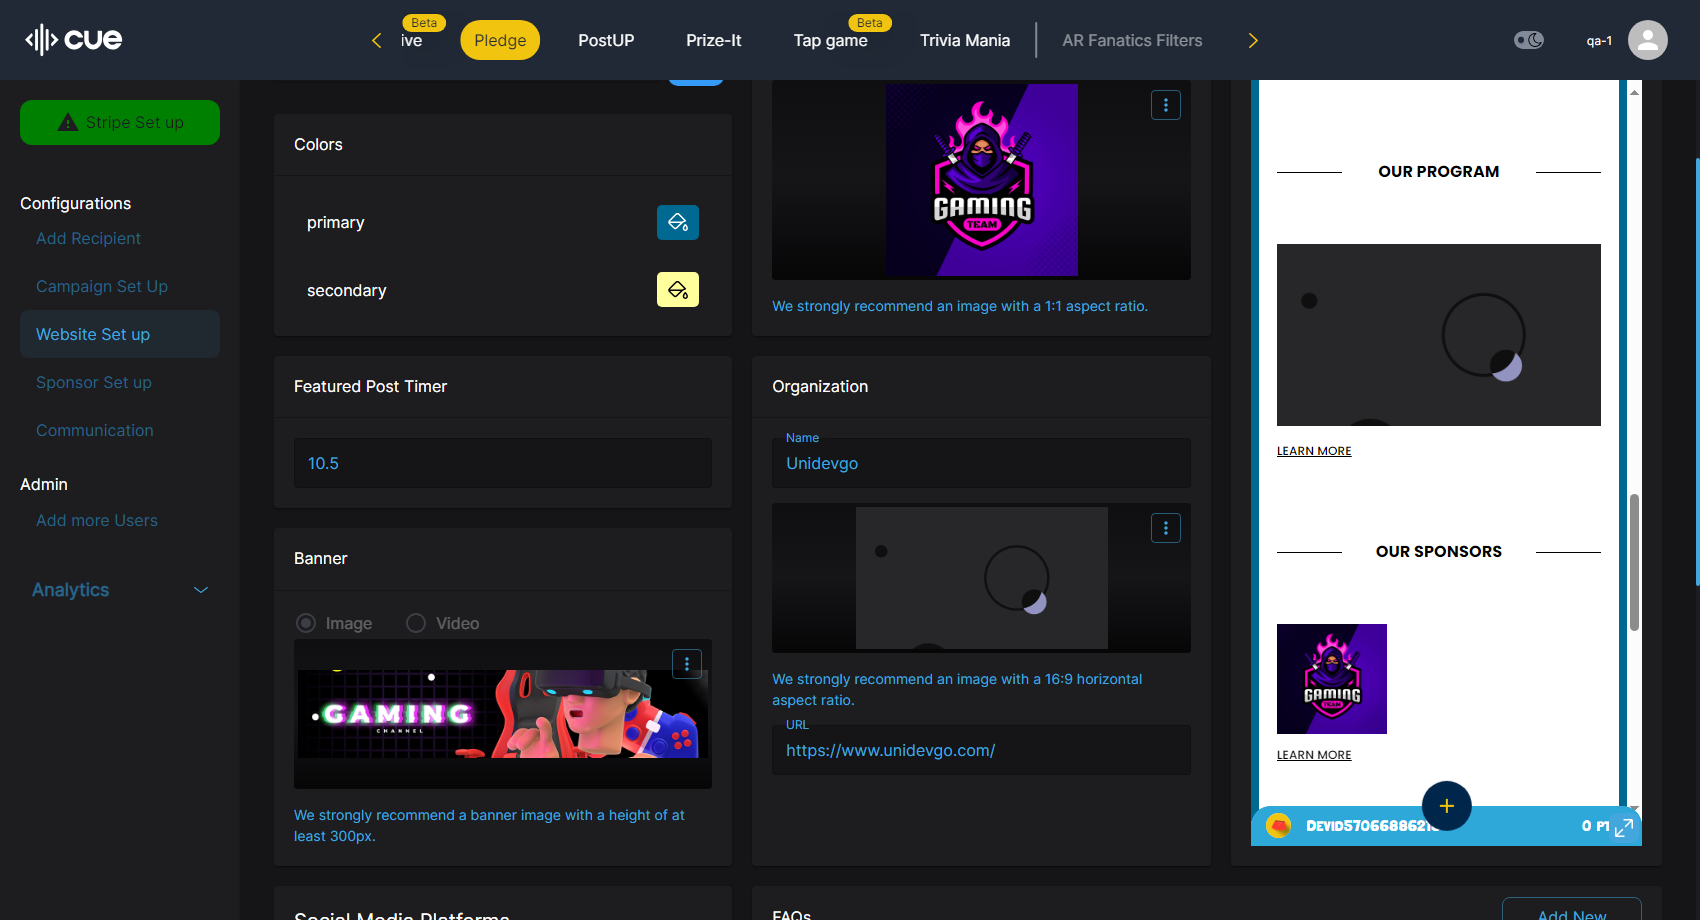 cue
Beta
ive
Pledge
PostUP
Prize-It
Beta
Tap game
Trivia Mania
AR Fanatics Filters
qa-1
Stripe Set up
Configurations
Add Recipient
Campaign Set Up
Website Set up
Sponsor Set up
Communication
Admin
Add more Users
Analytics
Colors
primary
secondary
Featured Post Timer
10.5
Banner
Image
Video
GAMING
CHANNEL
We strongly recommend a banner image with a height of at
least 300px.
Social Media Platforms
GAMING
TEAM
We strongly recommend an image with a 1:1 aspect ratio.
Organization
Name
Unidevgo
We strongly recommend an image with a 16:9 horizontal
aspect ratio.
URL
https://www.unidevgo.com/
FAQs
Add New
OUR PROGRAM
LEARN MORE
OUR SPONSORS
GAMING
TEAM
LEARN MORE
0 PT